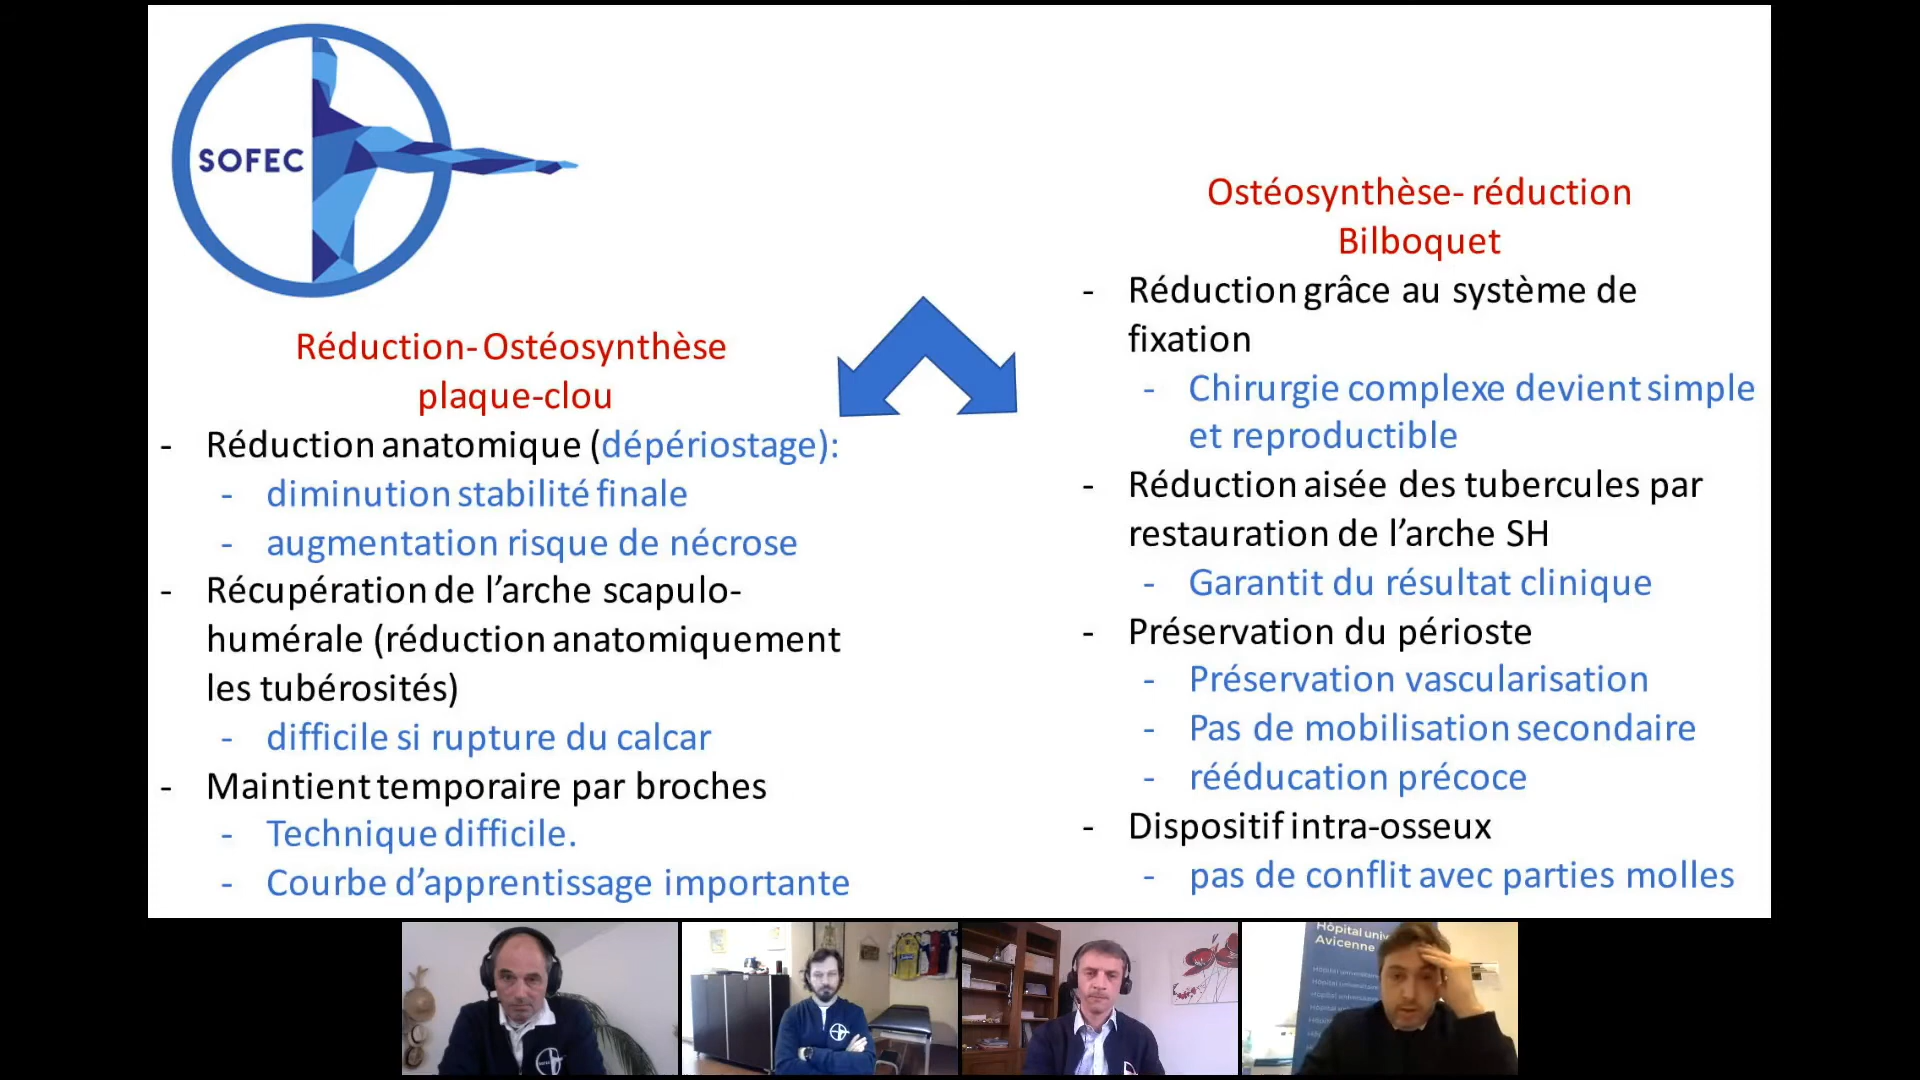 SOFEC
Réduction-Ostéosynthèse
plaque-clou
- Réduction anatomique (dépériostage):
- diminution stabilité finale
- augmentation risque de nécrose
- Récupération de l'arche scapulo-
humérale (réduction anatomiquement
les tubérosités)
- difficile si rupture du calcar
- Maintient temporaire par broches
- Technique difficile.
- Courbe d'apprentissage importante
Ostéosynthèse- réduction
Bilboquet
- Réduction grâce au système de
fixation
- Chirurgie complexe devient simple
et reproductible
- Réduction aisée des tubercules par
restauration de l'arche SH
- Garantit du résultat clinique
- Préservation du périoste
- Préservation vascularisation
- Pas de mobilisation secondaire
- rééducation précoce
- Dispositif intra-osseux
- pas de conflit avec parties molles
Hôpital univ
Avicenne